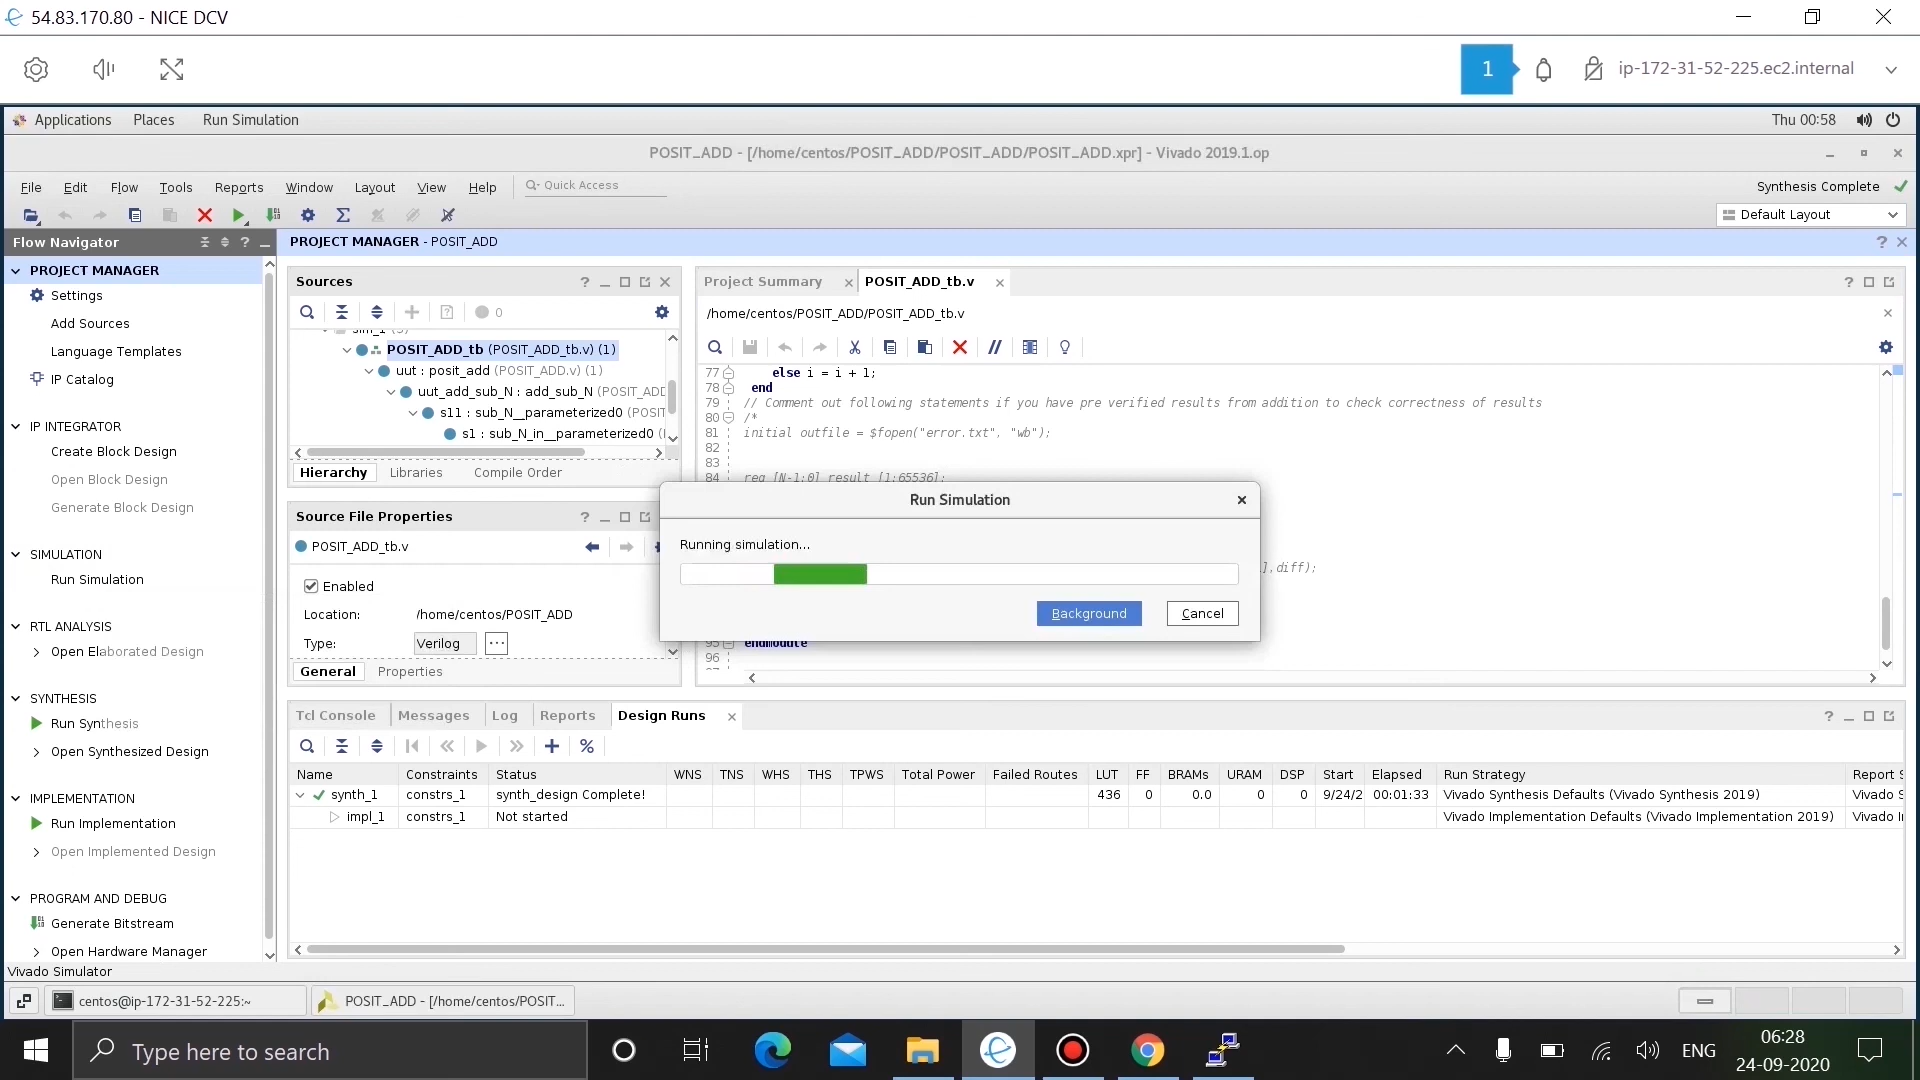 54.83.170.80 - NICE DCV
1
ip-172-31-52-225.ec2.internal
Applications Places Run Simulation Thu 00:58
POSIT_ADD - [/home/centos/POSIT_ADD/POSIT_ADD/POSIT_ADD.xpr] - Vivado 2019.1.op
File Edit Flow Tools Reports Window Layout View Help Quick Access Synthesis Complete
Default Layout
Flow Navigator
PROJECT MANAGER - POSIT_ADD
PROJECT MANAGER
Settings
Add Sources
Language Templates
IP Catalog
IP INTEGRATOR
Create Block Design
Open Block Design
Generate Block Design
SIMULATION
Run Simulation
RTL ANALYSIS
Open Elaborated Design
SYNTHESIS
Run Synthesis
Open Synthesized Design
IMPLEMENTATION
Run Implementation
Open Implemented Design
PROGRAM AND DEBUG
Generate Bitstream
Open Hardware Manager
Sources
0
POSIT_ADD_tb (POSIT_ADD_tb.v) (1)
uut : posit_add (POSIT_ADD.v) (1)
uut_add_sub_N : add_sub_N (POSIT_ADD
s11 : sub_N__parameterized0 (POSIT
s1 : sub_N_in__parameterized0 (
Hierarchy Libraries Compile Order
Source File Properties
POSIT_ADD_tb.v
Enabled
Location: /home/centos/POSIT_ADD
Type: Verilog ...
General Properties
Project Summary POSIT_ADD_tb.v
/home/centos/POSIT_ADD/POSIT_ADD_tb.v
77 else i = i + 1;
78 end
79 // Comment out following statements if you have pre verified results from addition to check correctness of results
80 /*
81 initial outfile = $fopen("error.txt", "wb");
82
83
84 reg [N-1:0] result [1:65536];
],diff);
95 endmodule
96
Run Simulation
Running simulation...
Background Cancel
Tcl Console Messages Log Reports Design Runs
Name Constraints Status WNS TNS WHS THS TPWS Total Power Failed Routes LUT FF BRAMs URAM DSP Start Elapsed Run Strategy Report S
synth_1 constrs_1 synth_design Complete! 436 0 0.0 0 0 9/24/2 00:01:33 Vivado Synthesis Defaults (Vivado Synthesis 2019) Vivado S
impl_1 constrs_1 Not started Vivado Implementation Defaults (Vivado Implementation 2019) Vivado I
Vivado Simulator
centos@ip-172-31-52-225:~ POSIT_ADD - [/home/centos/POSIT...
Type here to search
ENG
06:28
24-09-2020